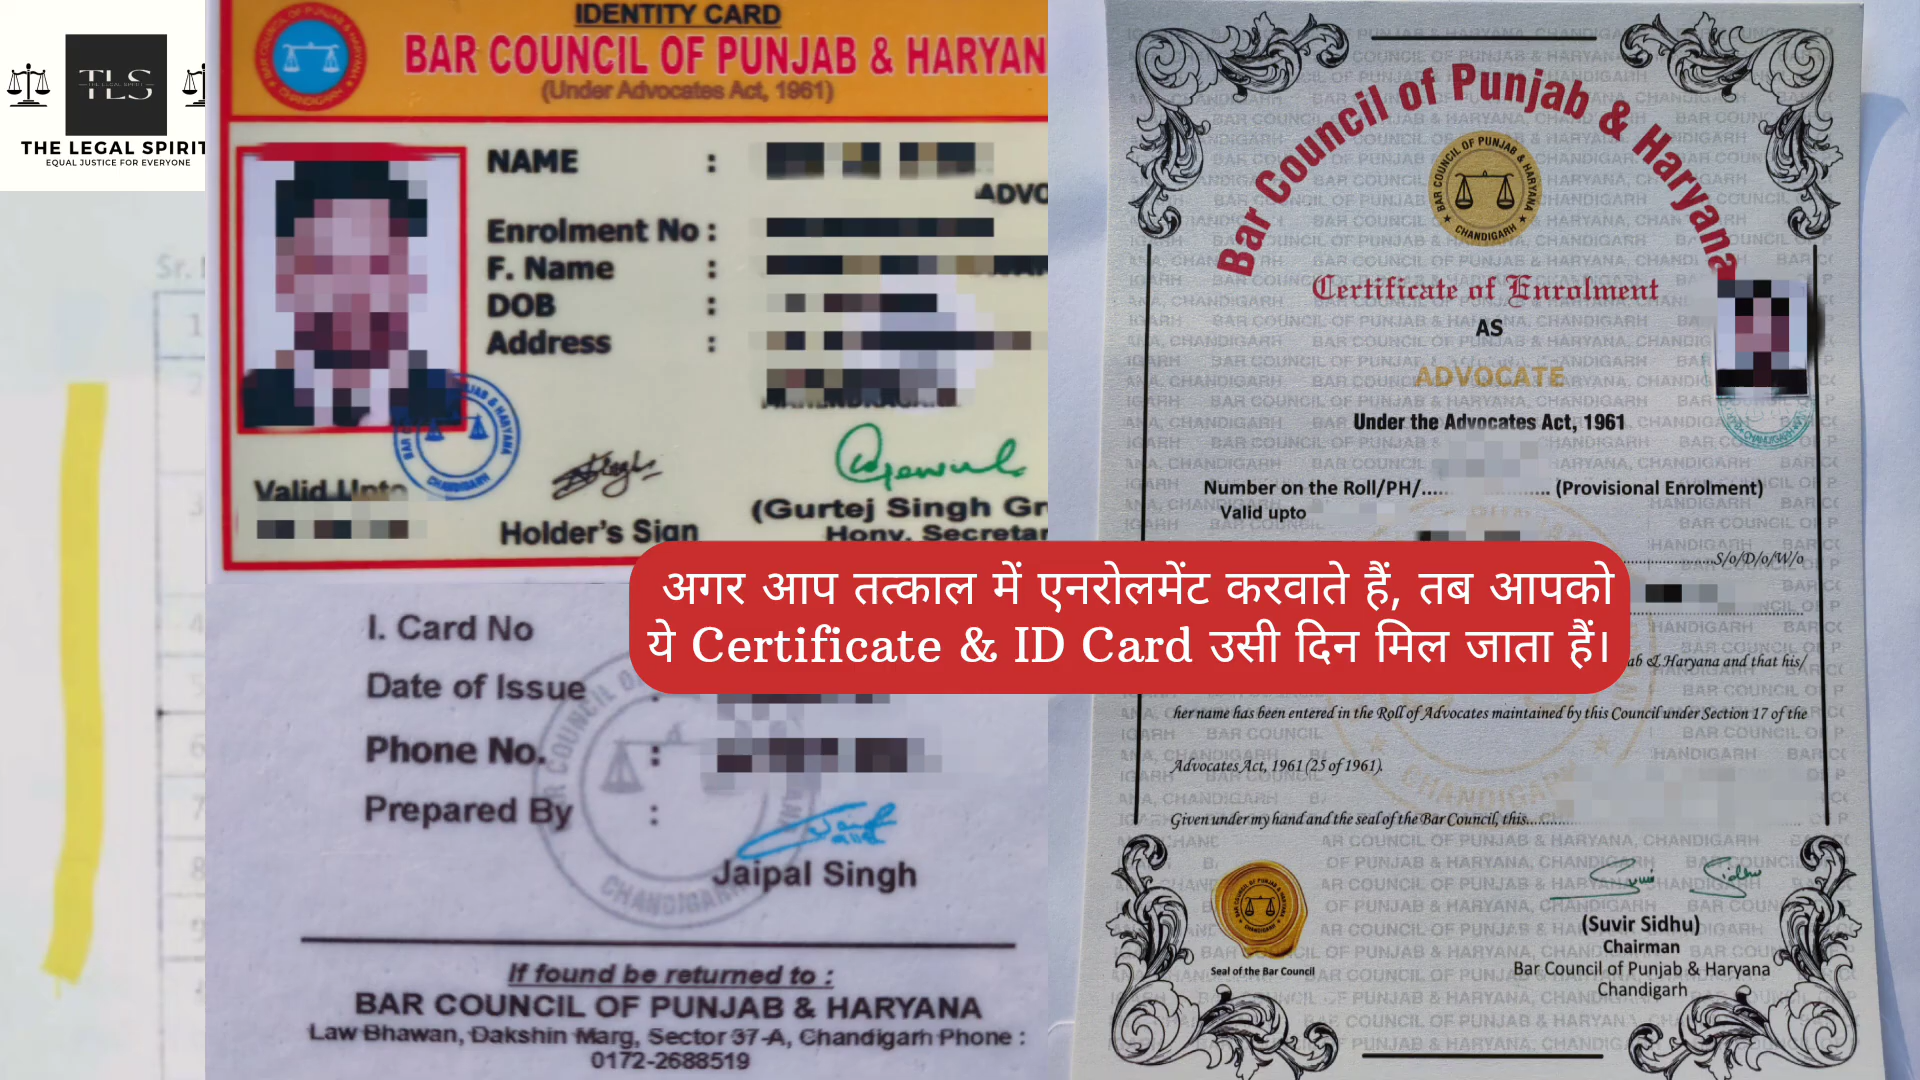 TLS
THE LEGAL SPIRIT
EQUAL JUSTICE FOR EVERYONE
Sr.
IDENTITY CARD
BAR COUNCIL OF PUNJAB & HARYAN
(Under Advocates Act, 1961)
NAME :
ADVO
Enrolment No :
F. Name :
DOB :
Address :
Valid Upto
Holder's Sign
(Gurtej Singh Gr
Hony. Secretar
अगर आप तत्काल में एनरोलमेंट करवाते हैं, तब आपको
ये Certificate & ID Card उसी दिन मिल जाता हैं।
I. Card No
Date of Issue :
Phone No. :
Prepared By :
Jaipal Singh
If found be returned to :
BAR COUNCIL OF PUNJAB & HARYANA
Law Bhawan, Dakshin Marg, Sector 37-A, Chandigarh Phone :
0172-2688519
Bar Council of Punjab & Haryana
BAR COUNCIL OF PUNJAB & HARYANA
CHANDIGARH
Certificate of Enrolment
AS
ADVOCATE
Under the Advocates Act, 1961
Number on the Roll/PH/...... ............... (Provisional Enrolment)
Valid upto
S/o/D/o/W/o
ab & Haryana and that his/
her name has been entered in the Roll of Advocates maintained by this Council under Section 17 of the
Advocates Act, 1961 (25 of 1961).
Given under my hand and the seal of the Bar Council, this..........
Seal of the Bar Council
(Suvir Sidhu)
Chairman
Bar Council of Punjab & Haryana
Chandigarh